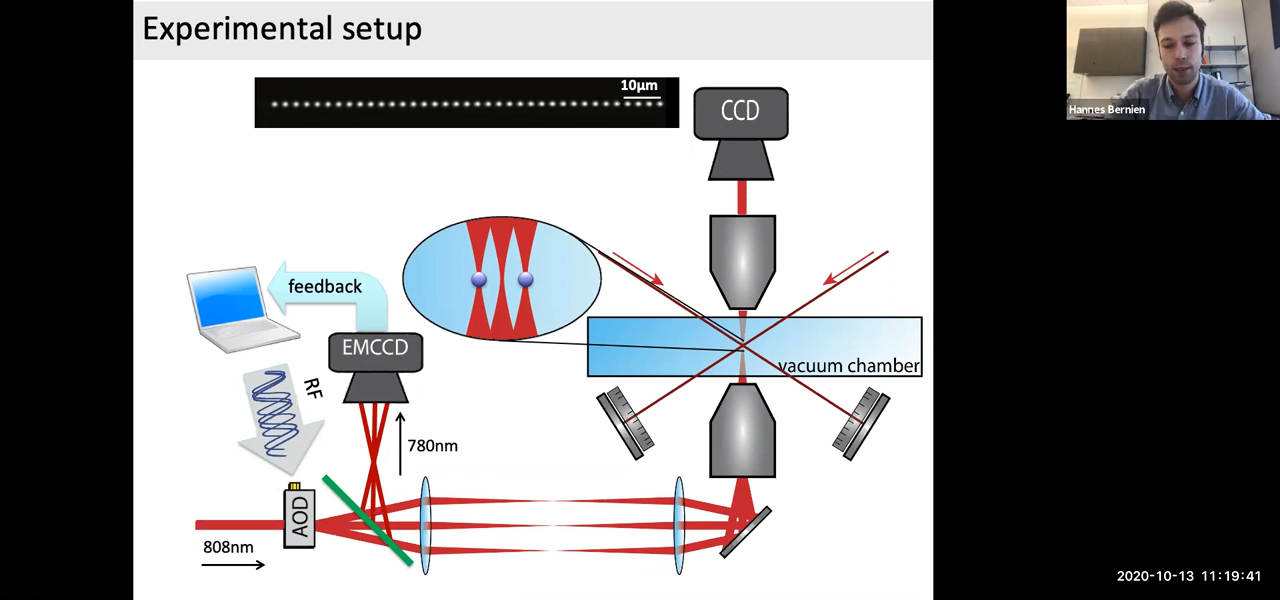 Experimental setup
10μm
CCD
Hannes Bernien
feedback
EMCCD
vacuum chamber
RF
780nm
AOD
808nm
2020-10-13 11:19:41